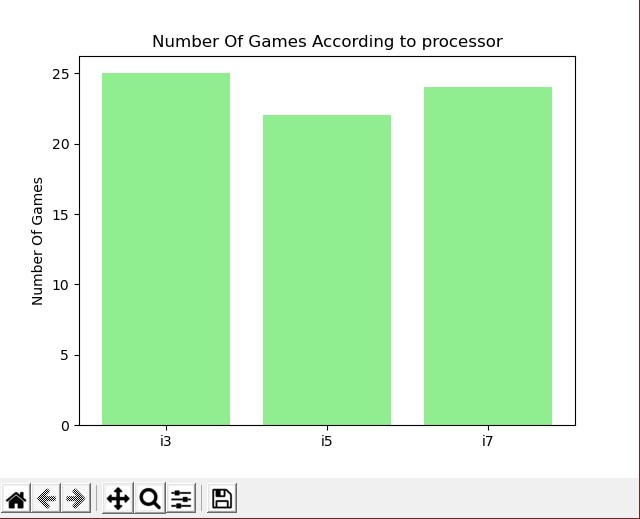 Number Of Games According to processor
Number Of Games
25
20
15
10
5
0
i3 i5 i7